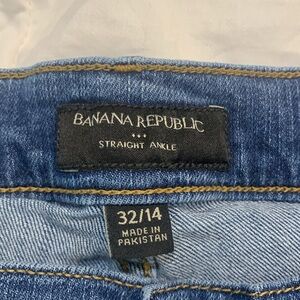 BANANA REPUBLIC
STRAIGHT ANKLE
32/14
MADE IN
PAKISTAN